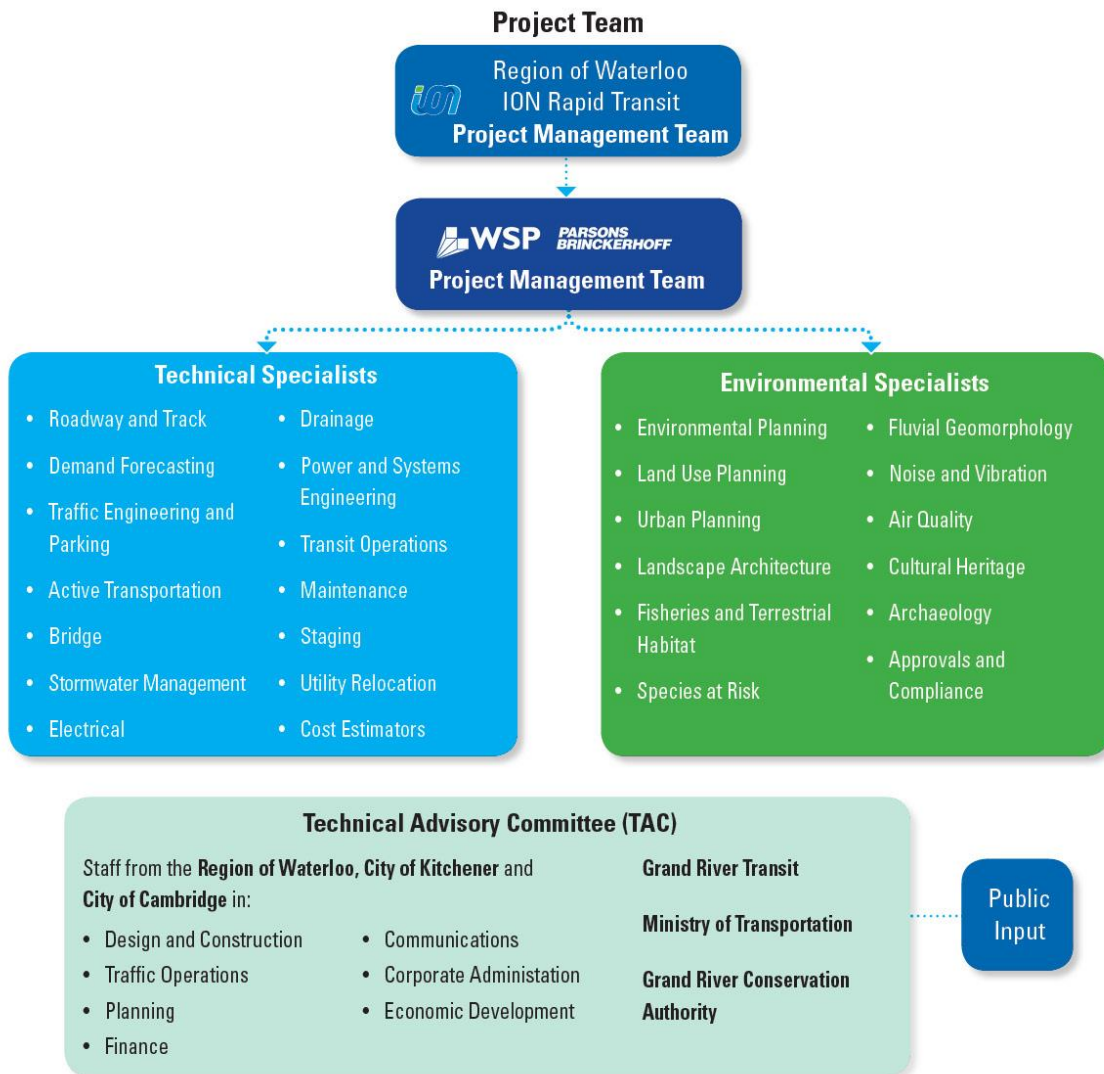 Project Team
ion
Region of Waterloo
ION Rapid Transit
Project Management Team
WSP PARSONS
BRINCKERHOFF
Project Management Team
Technical Specialists
• Roadway and Track
• Demand Forecasting
• Traffic Engineering and
Parking
• Active Transportation
• Bridge
• Stormwater Management
• Electrical
• Drainage
• Power and Systems
Engineering
• Transit Operations
• Maintenance
• Staging
• Utility Relocation
• Cost Estimators
Environmental Specialists
• Environmental Planning
• Land Use Planning
• Urban Planning
• Landscape Architecture
• Fisheries and Terrestrial
Habitat
• Species at Risk
• Fluvial Geomorphology
• Noise and Vibration
• Air Quality
• Cultural Heritage
• Archaeology
• Approvals and
Compliance
Technical Advisory Committee (TAC)
Staff from the Region of Waterloo, City of Kitchener and
City of Cambridge in:
• Design and Construction
• Traffic Operations
• Planning
• Finance
• Communications
• Corporate Administation
• Economic Development
Grand River Transit
Ministry of Transportation
Grand River Conservation
Authority
Public
Input